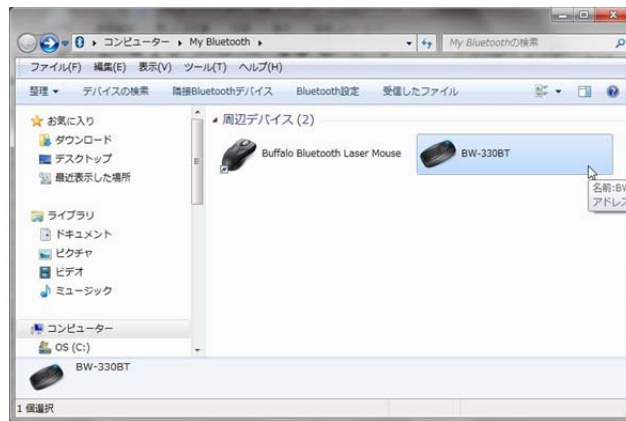 コンピューター ▸ My Bluetooth ▸
My Bluetoothの検索
ファイル(F) 編集(E) 表示(V) ツール(T) ヘルプ(H)
整理 デバイスの検索 隣接Bluetoothデバイス Bluetooth設定 受信したファイル
お気に入り
ダウンロード
デスクトップ
最近表示した場所
ライブラリ
ドキュメント
ピクチャ
ビデオ
ミュージック
コンピューター
OS (C:)
周辺デバイス (2)
Buffalo Bluetooth Laser Mouse
BW-330BT
名前:BW
アドレス
BW-330BT
1 個選択